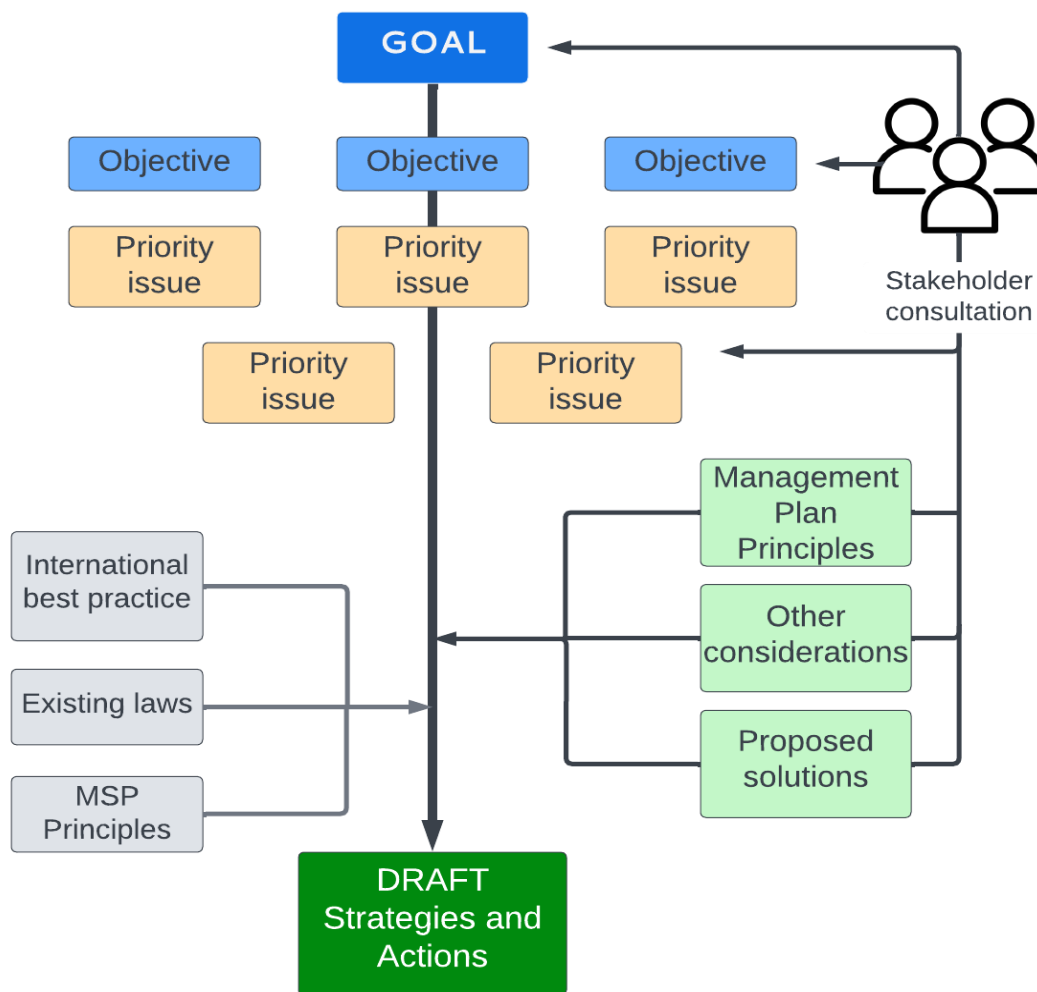 GOAL
Objective
Objective
Objective
Priority
issue
Priority
issue
Priority
issue
Stakeholder
consultation
Priority
issue
Priority
issue
Management
Plan
Principles
International
best practice
Other
considerations
Existing laws
Proposed
solutions
MSP
Principles
DRAFT
Strategies and
Actions